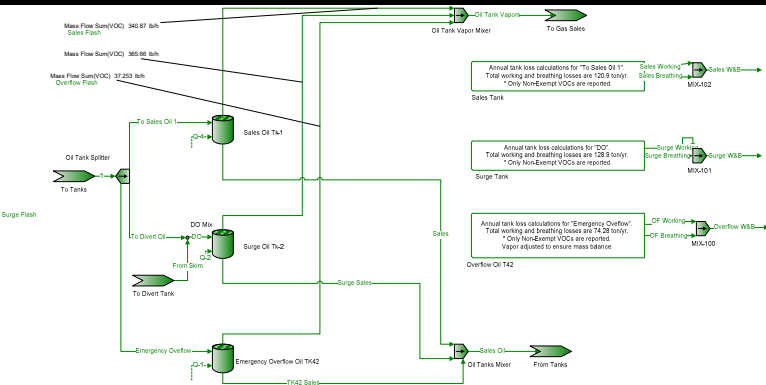 Mass Flow Sum(VOC) 340.87 lb/h
Sales Flash
Mass Flow Sum(VOC) 365.66 lb/h
Mass Flow Sum(VOC) 37.253 lb/h
Overflow Flash
Surge Flash
Oil Tank Vapors
Oil Tank Vapor Mixer
To Gas Sales
To Sales Oil 1
Q-4
Sales Oil Tk-1
Oil Tank Splitter
1
To Tanks
DO Mix
To Divert Oil
DO
Q-2
Surge Oil Tk-2
From Skim
To Divert Tank
Surge Sales
Sales
Emergency Oveflow
Q-1
Emergency Overflow Oil TK42
TK42 Sales
Sales Oil
Oil Tanks Mixer
From Tanks
Annual tank loss calculations for "To Sales 0il 1".
Total working and breathing losses are 120.9 ton/yr.
* Only Non-Exempt VOCs are reported.
Sales Tank
Sales Working
Sales Breathing
Sales W&B
MIX-102
Annual tank loss calculations for "DO".
Total working and breathing losses are 128.9 ton/yr.
* Only Non-Exempt VOCs are reported.
Surge Tank
Surge Working
Surge Breathing
Surge W&B
MIX-101
Annual tank loss calculations for "Emergency Oveflow".
Total working and breathing losses are 74.28 ton/yr.
* Only Non-Exempt VOCs are reported.
Vapor adjusted to ensure mass balance
Overflow Oil T42
OF Working
OF Breathing
Overflow W&B
MIX-100